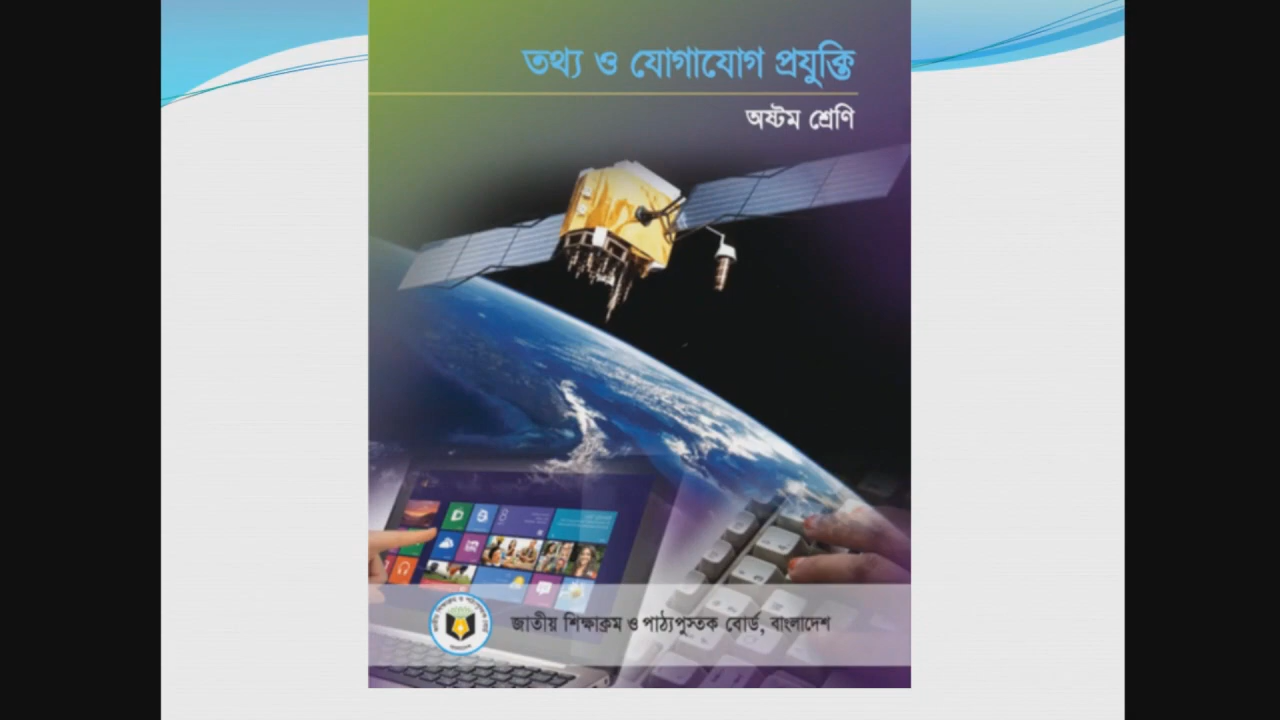 তথ্য ও যোগাযোগ প্রযুক্তি
অষ্টম শ্রেণি
জাতীয় শিক্ষাক্রম ও পাঠ্যপুস্তক বোর্ড, বাংলাদেশ